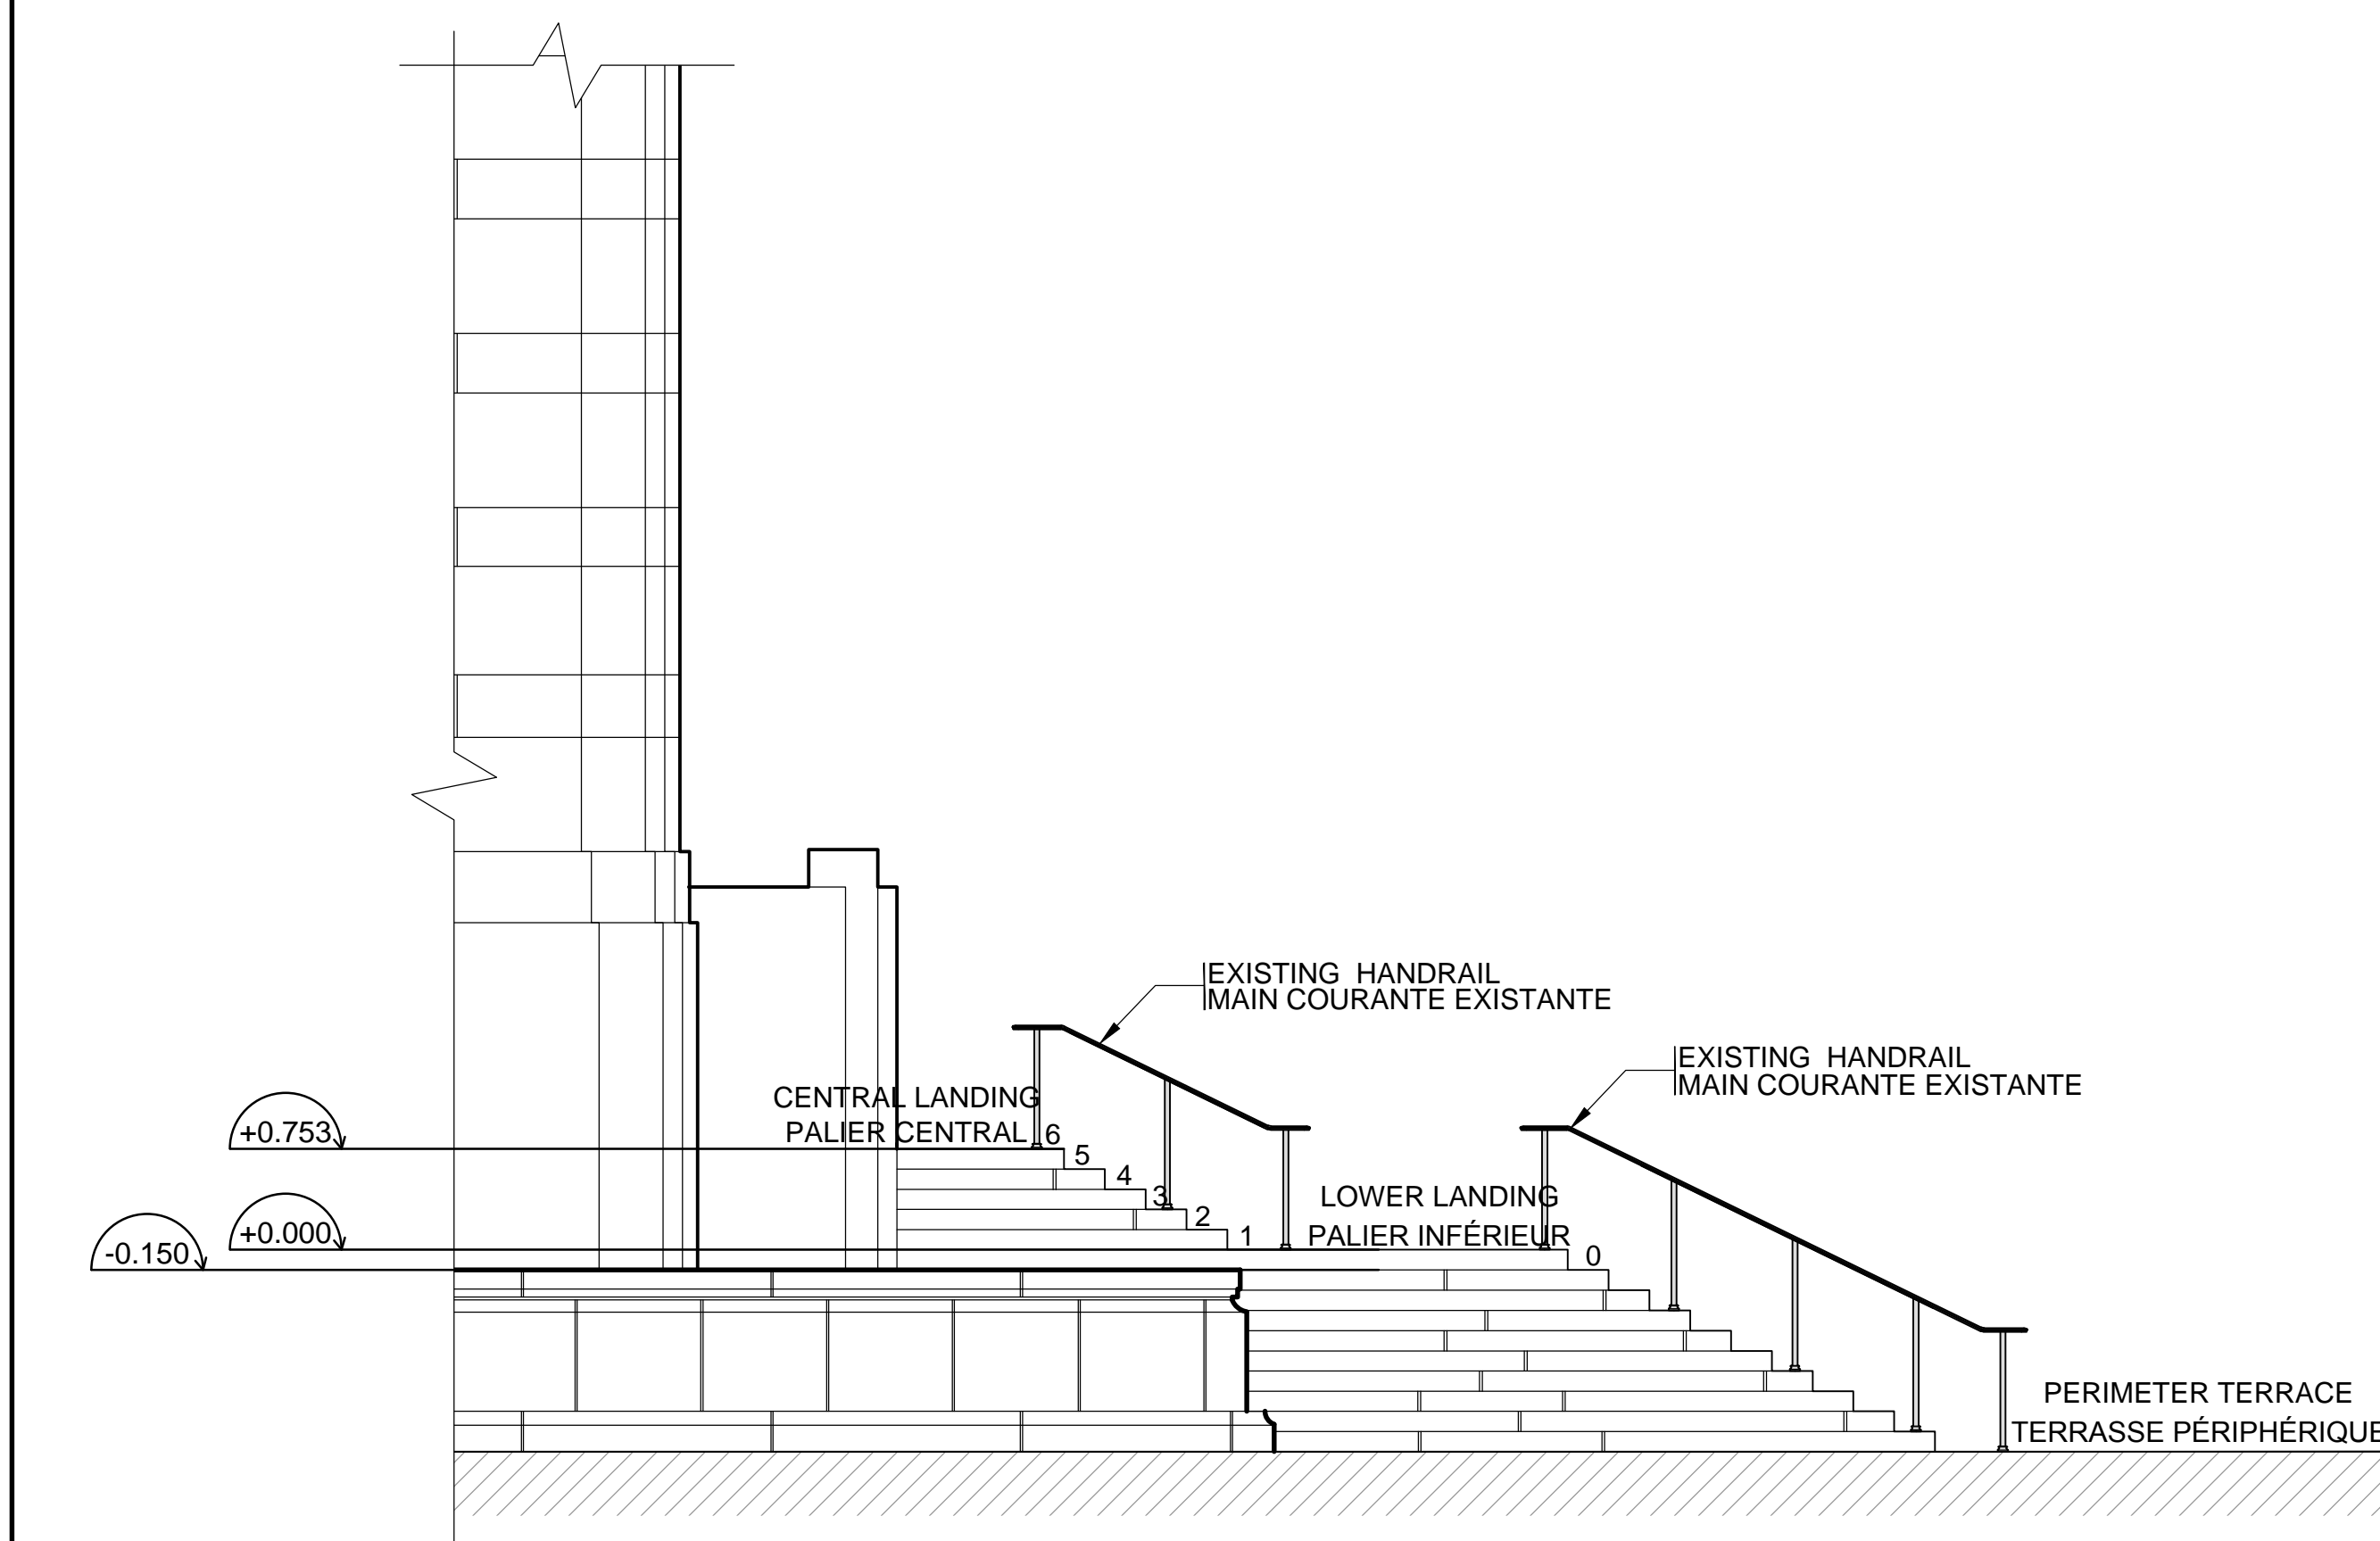 EXISTING HANDRAIL
MAIN COURANTE EXISTANTE
EXISTING HANDRAIL
MAIN COURANTE EXISTANTE
CENTRAL LANDING
PALIER CENTRAL
+0.753
6
5
4
3
2
1
0
LOWER LANDING
PALIER INFÉRIEUR
+0.000
-0.150
PERIMETER TERRACE
TERRASSE PÉRIPHÉRIQUE